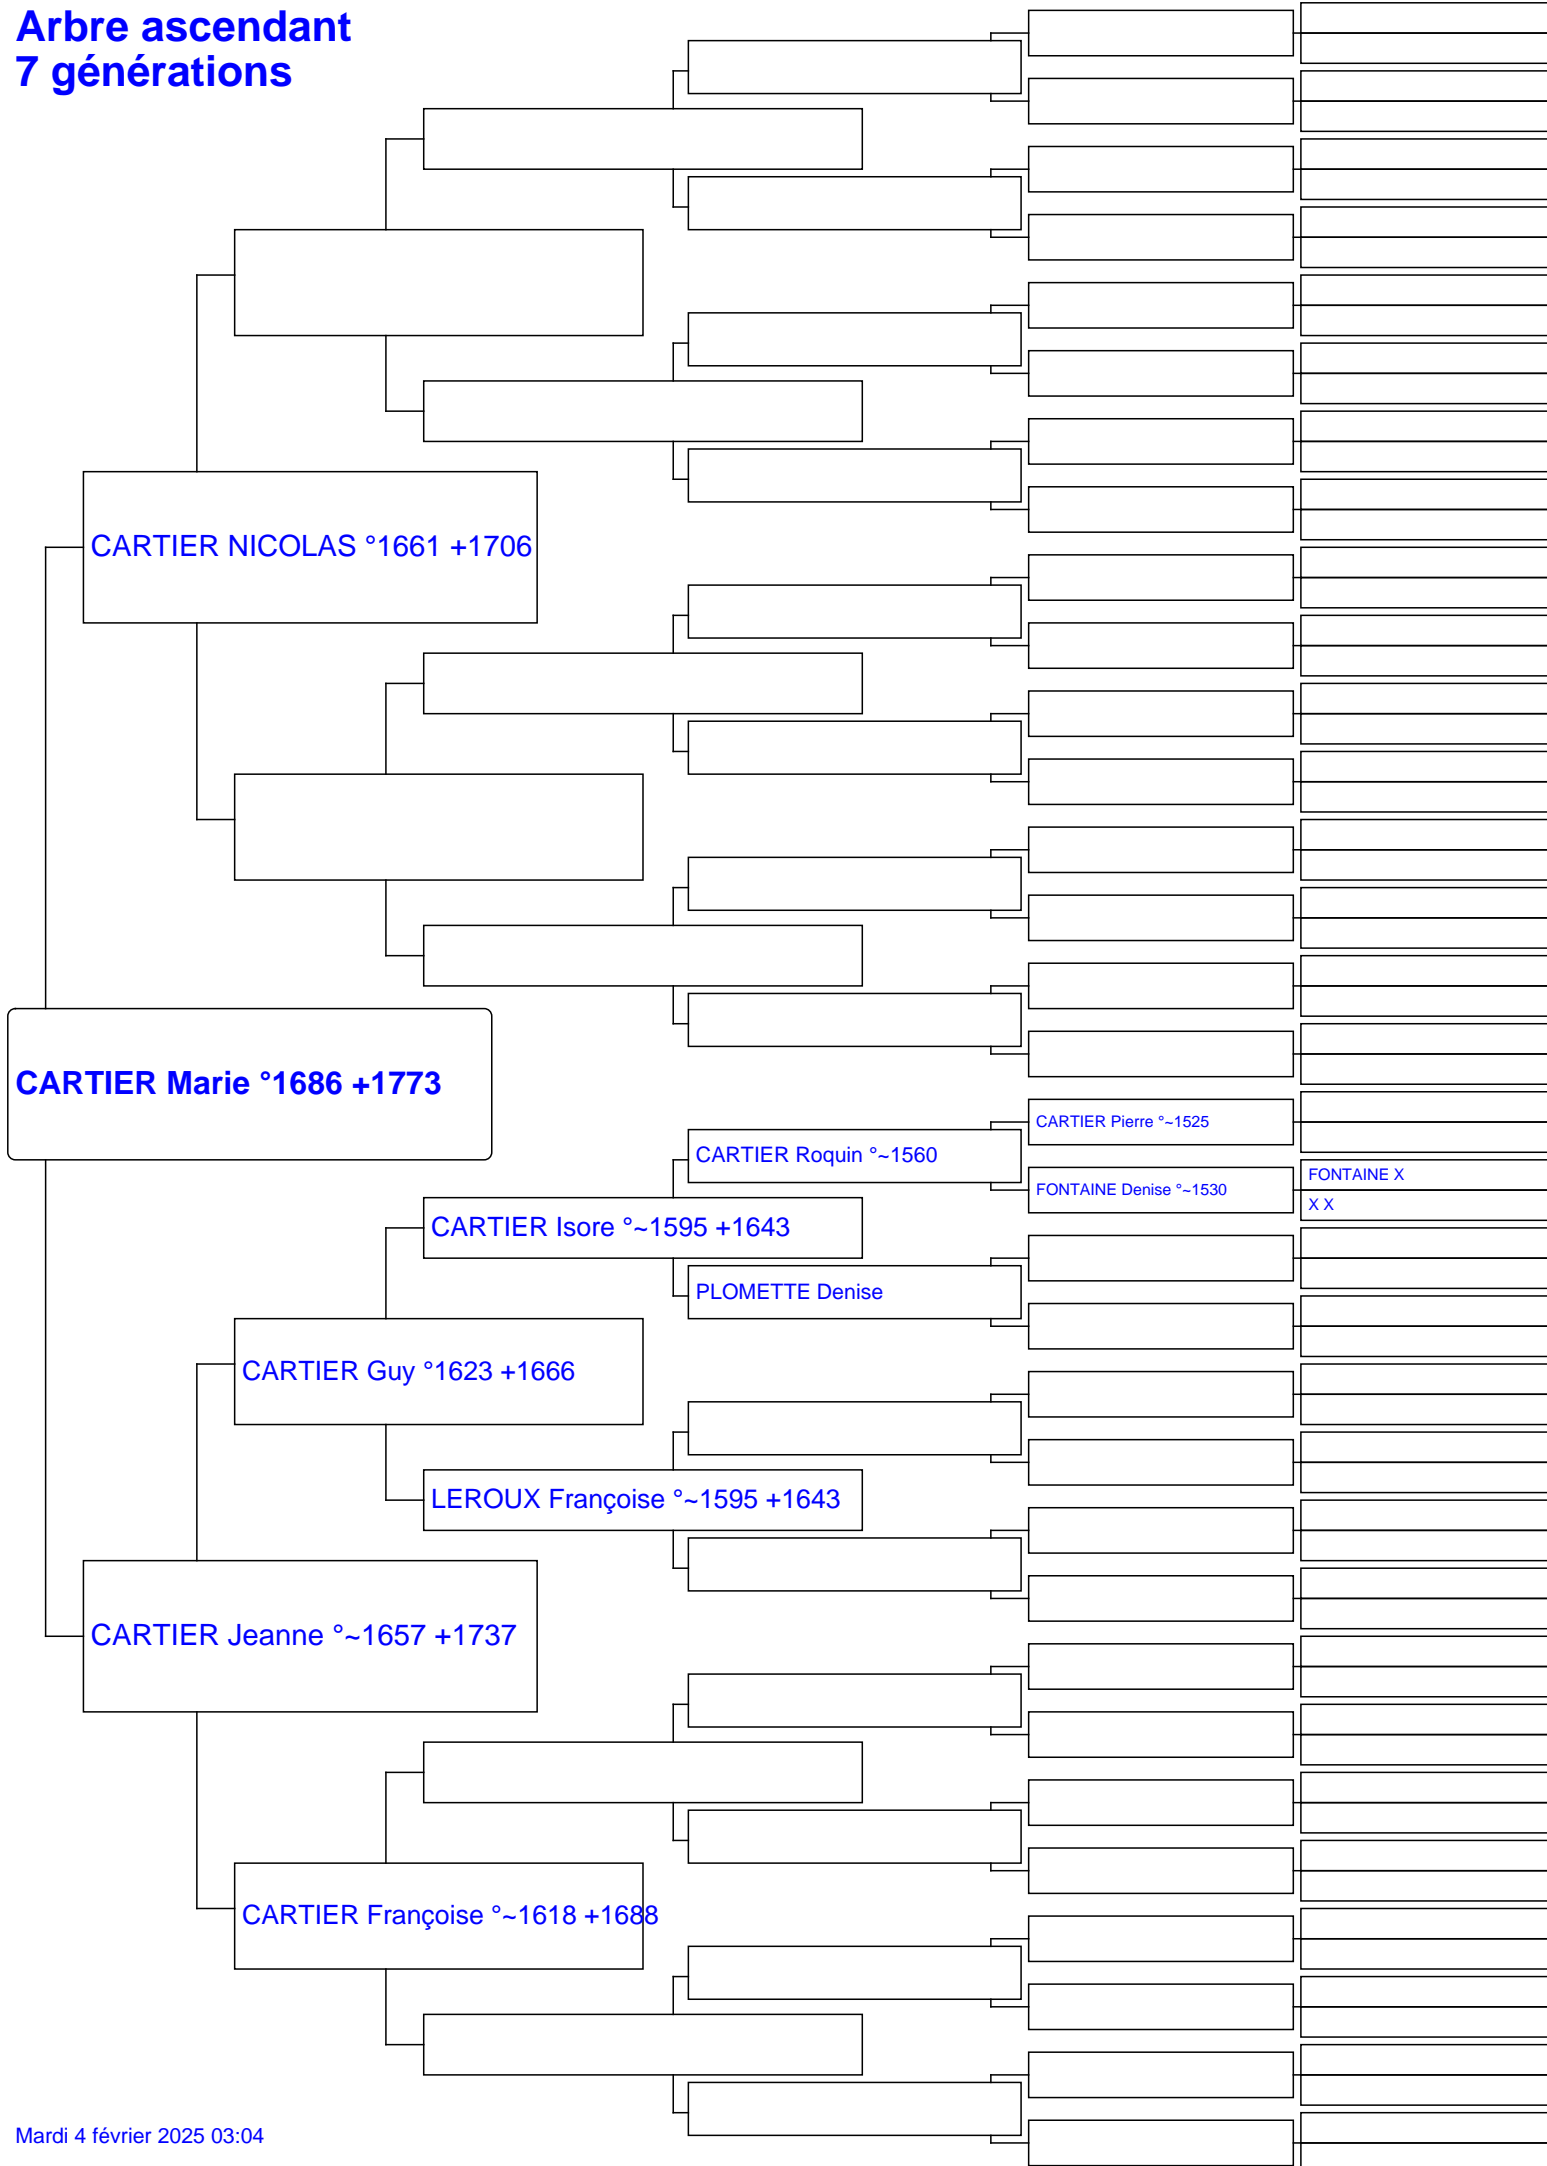 Arbre ascendant
7 générations
CARTIER NICOLAS °1661 +1706
CARTIER Marie °1686 +1773
CARTIER Pierre °~1525
CARTIER Roquin °~1560
FONTAINE X
FONTAINE Denise °~1530
X X
CARTIER Isore °~1595 +1643
PLOMETTE Denise
CARTIER Guy °1623 +1666
LEROUX Françoise °~1595 +1643
CARTIER Jeanne °~1657 +1737
CARTIER Françoise °~1618 +1688
Mardi 4 février 2025 03:04